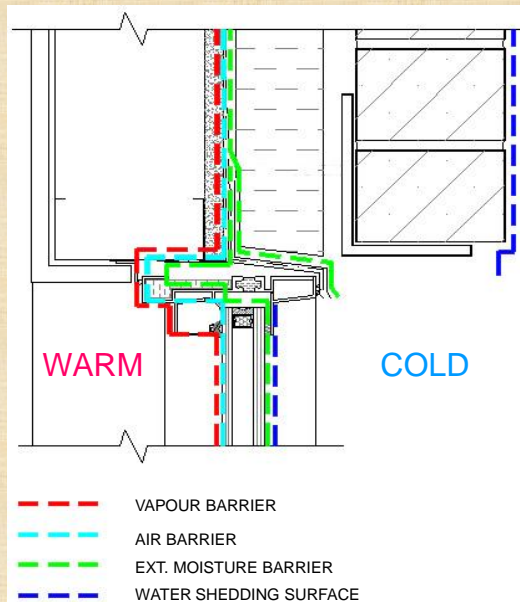 WARM
COLD
VAPOUR BARRIER
AIR BARRIER
EXT. MOISTURE BARRIER
WATER SHEDDING SURFACE